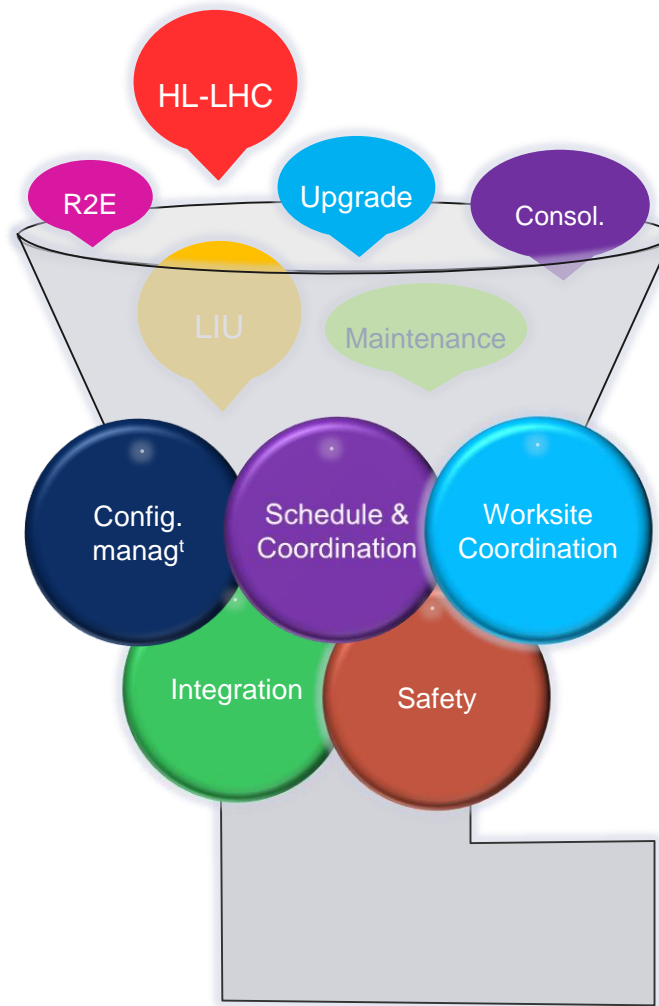 HL-LHC
R2E
Upgrade
Consol.
LIU
Maintenance
Config.
managᵗ
Schedule &
Coordination
Worksite
Coordination
Integration
Safety